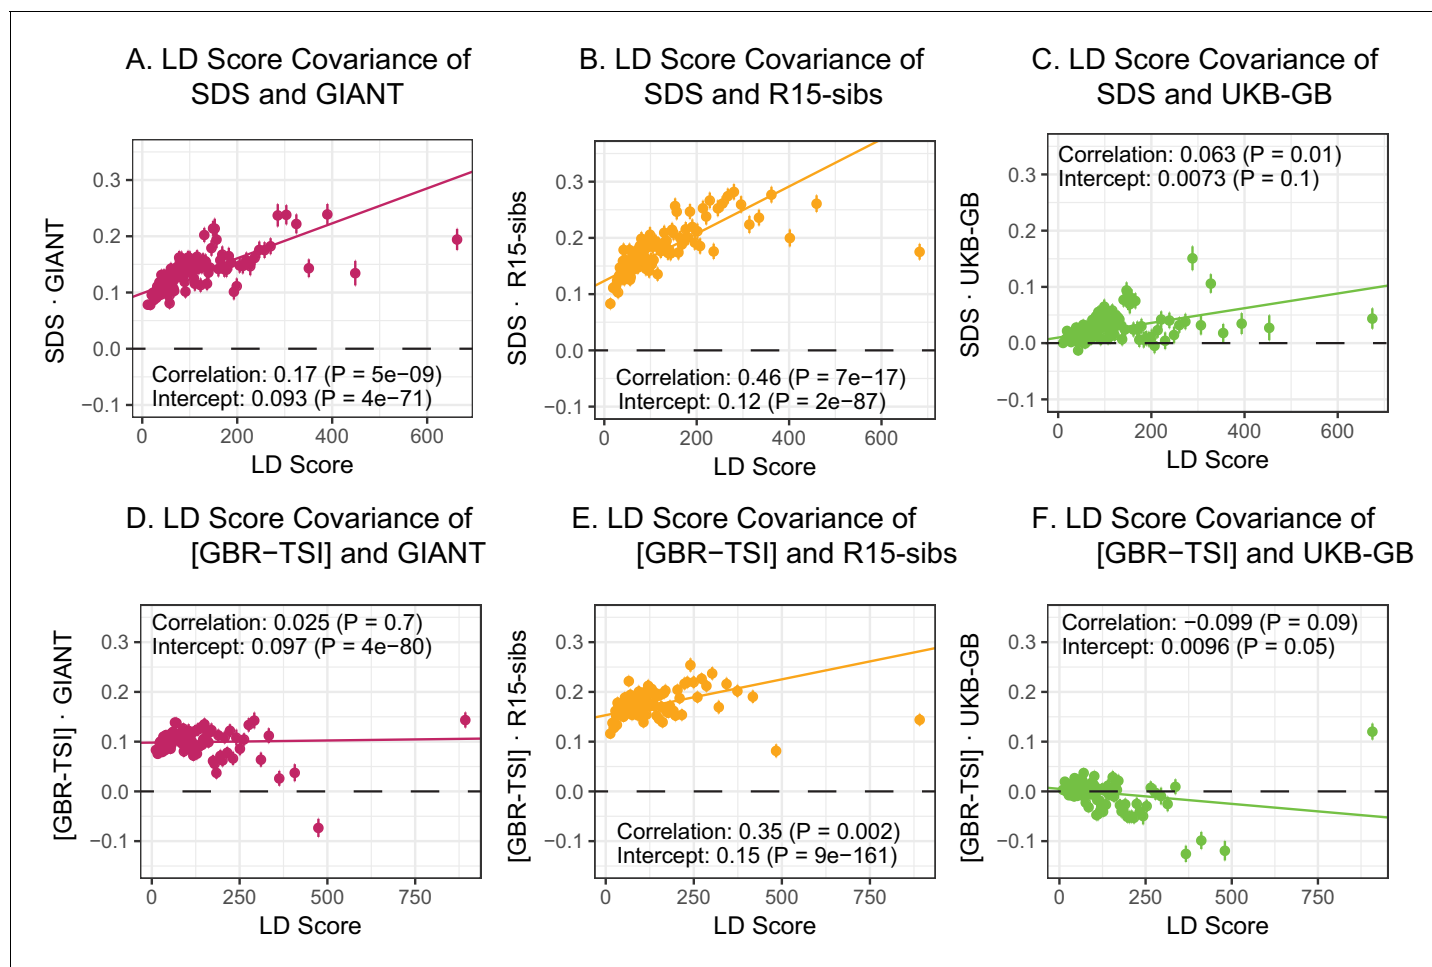 A. LD Score Covariance of
SDS and GIANT
SDS · GIANT
0.3
0.2
0.1
0.0
−0.1
Correlation: 0.17 (P = 5e−09)
Intercept: 0.093 (P = 4e−71)
0 200 400 600
LD Score
B. LD Score Covariance of
SDS and R15-sibs
SDS · R15-sibs
0.3
0.2
0.1
0.0
−0.1
Correlation: 0.46 (P = 7e−17)
Intercept: 0.12 (P = 2e−87)
0 200 400 600
LD Score
C. LD Score Covariance of
SDS and UKB-GB
SDS · UKB-GB
Correlation: 0.063 (P = 0.01)
Intercept: 0.0073 (P = 0.1)
0.3
0.2
0.1
0.0
−0.1
0 200 400 600
LD Score
D. LD Score Covariance of
[GBR−TSI] and GIANT
[GBR-TSI] · GIANT
Correlation: 0.025 (P = 0.7)
Intercept: 0.097 (P = 4e−80)
0.3
0.2
0.1
0.0
−0.1
0 250 500 750
LD Score
E. LD Score Covariance of
[GBR−TSI] and R15-sibs
[GBR-TSI] · R15-sibs
0.3
0.2
0.1
0.0
−0.1
Correlation: 0.35 (P = 0.002)
Intercept: 0.15 (P = 9e−161)
0 250 500 750
LD Score
F. LD Score Covariance of
[GBR−TSI] and UKB-GB
[GBR-TSI] · UKB-GB
Correlation: −0.099 (P = 0.09)
Intercept: 0.0096 (P = 0.05)
0.3
0.2
0.1
0.0
−0.1
0 250 500 750
LD Score